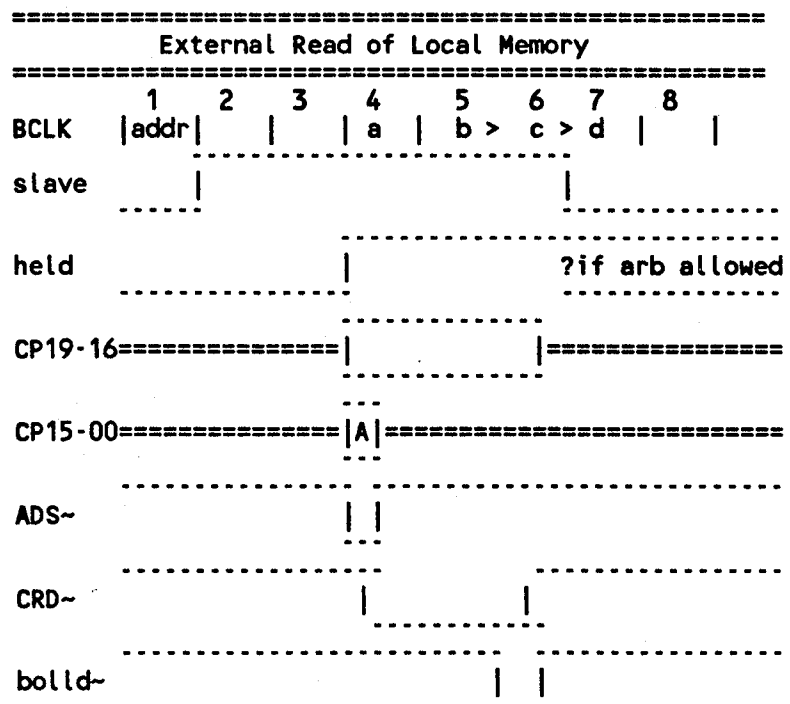 External Read of Local Memory
1 2 3 4 5 6 7 8
BCLK |addr| | | a | b > c > d | |
slave
held ?if arb allowed
CP19-16
CP15-00 |A|
ADS~
CRD~
bolld~